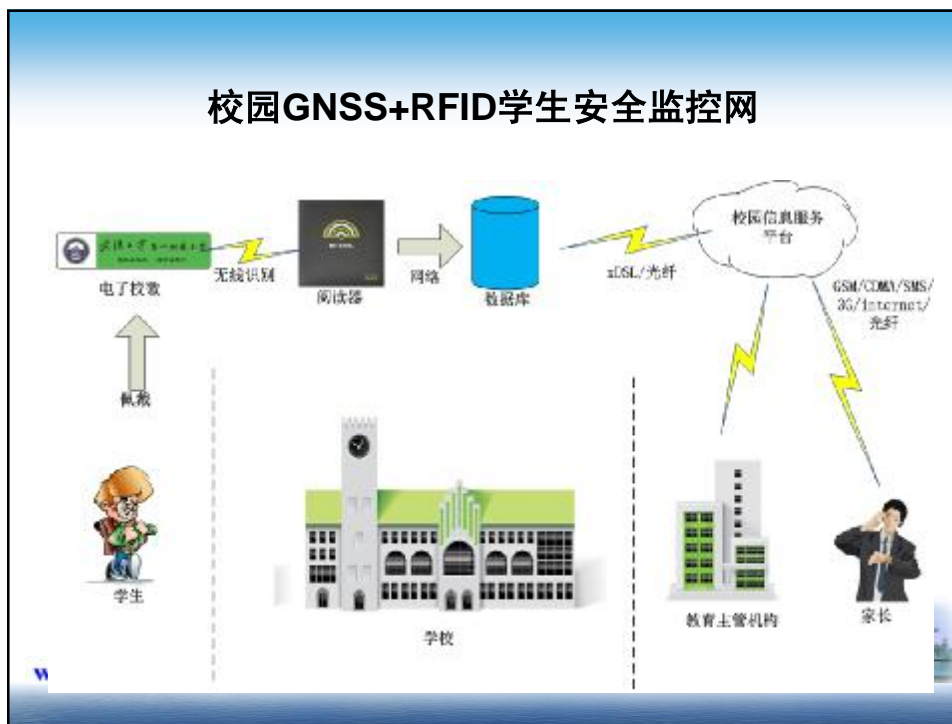 校园GNSS+RFID学生安全监控网
校园信息服务
平台
无线识别
网络
xDSL/光纤
电子校徽
阅读器
数据库
GSM/CDMA/SMS/
3G/internet/
光纤
佩戴
学生
学校
教育主管机构
家长
w